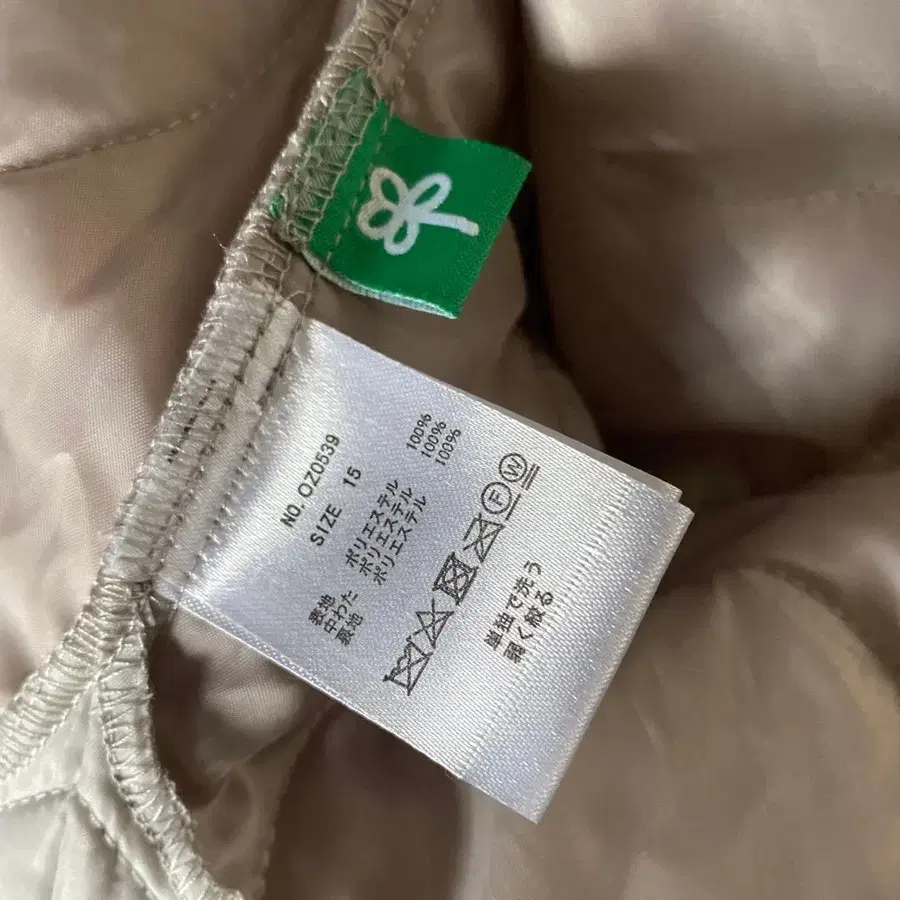 NO. OZ0539
SIZE 15
表地 ポリエステル 100%
中わた ポリエステル 100%
裏地 ポリエステル 100%
F W
単独で洗う
弱く絞る